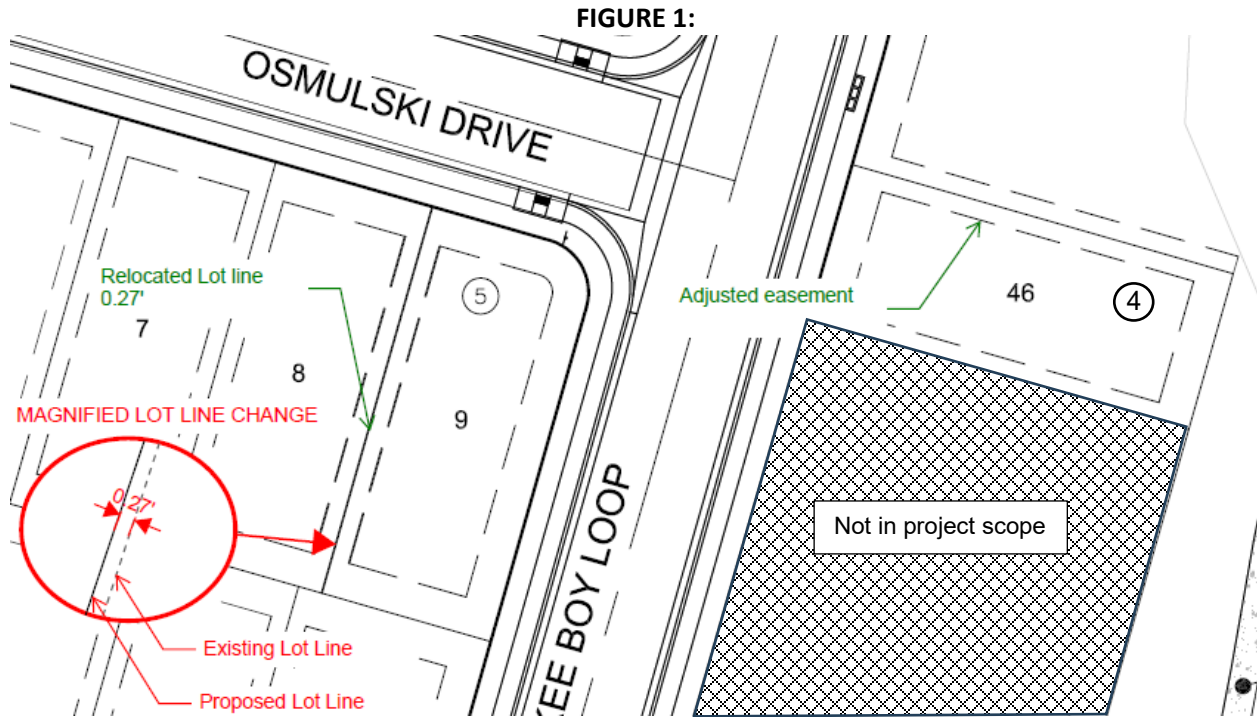 FIGURE 1:
OSMULSKI DRIVE
Relocated Lot line
0.27'
7
8
5
9
Adjusted easement
46
4
MAGNIFIED LOT LINE CHANGE
0.27'
Existing Lot Line
Proposed Lot Line
KEE BOY LOOP
Not in project scope